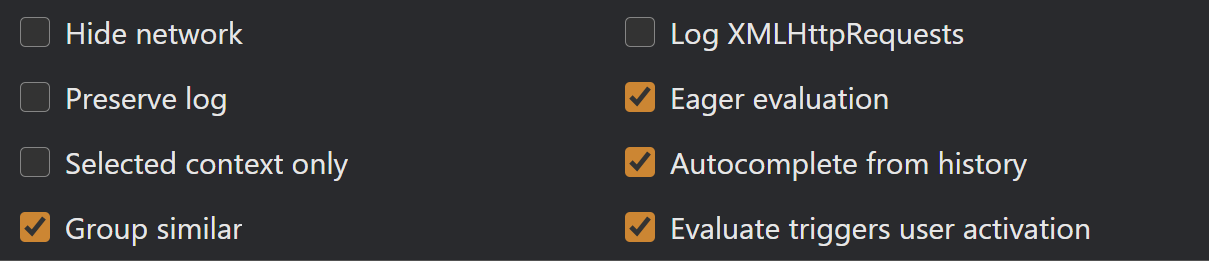 Hide network
Preserve log
Selected context only
Group similar
Log XMLHttpRequests
Eager evaluation
Autocomplete from history
Evaluate triggers user activation